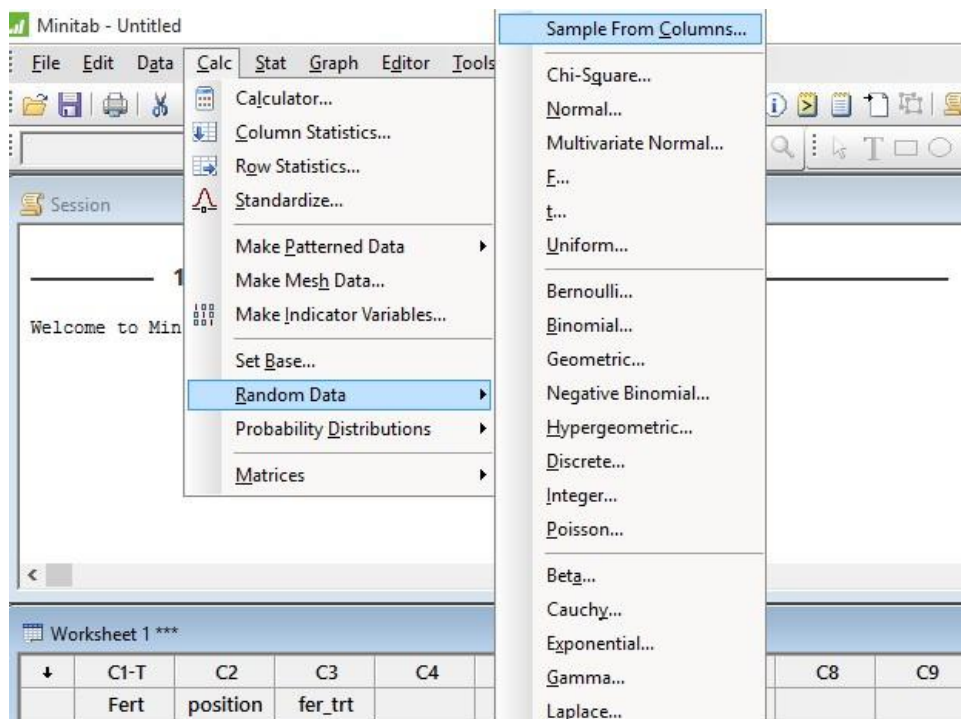 Minitab - Untitled
File Edit Data Calc Stat Graph Editor Tools
Calculator...
Column Statistics...
Row Statistics...
Standardize...
Make Patterned Data
Make Mesh Data...
Make Indicator Variables...
Set Base...
Random Data
Probability Distributions
Matrices
Sample From Columns...
Chi-Square...
Normal...
Multivariate Normal...
F...
t...
Uniform...
Bernoulli...
Binomial...
Geometric...
Negative Binomial...
Hypergeometric...
Discrete...
Integer...
Poisson...
Beta...
Cauchy...
Exponential...
Gamma...
Laplace...
Session
1
Welcome to Min
Worksheet 1 ***
C1-T C2 C3 C4 C8 C9
Fert position fer_trt